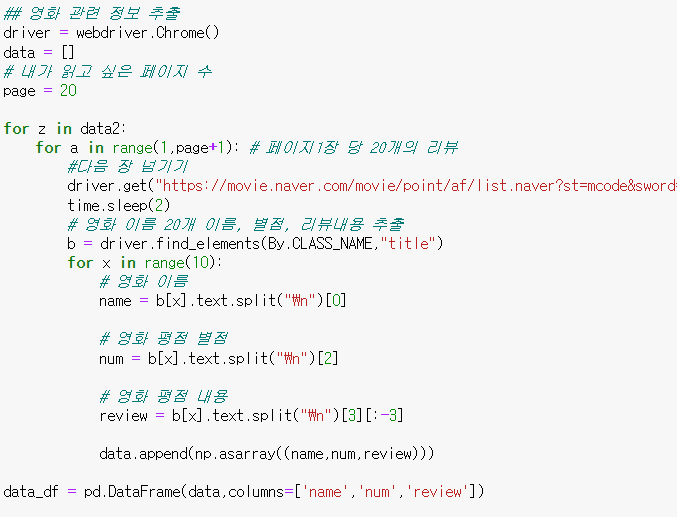 ## 영화 관련 정보 추출
driver = webdriver.Chrome()
data = []
# 내가 읽고 싶은 페이지 수
page = 20
for z in data2:
for a in range(1,page+1): # 페이지1장 당 20개의 리뷰
#다음 장 넘기기
driver.get("https://movie.naver.com/movie/point/af/list.naver?st=mcode&sword=
time.sleep(2)
# 영화 이름 20개 이름, 별점, 리뷰내용 추출
b = driver.find_elements(By.CLASS_NAME,"title")
for x in range(10):
# 영화 이름
name = b[x].text.split("₩n")[0]
# 영화 평점 별점
num = b[x].text.split("₩n")[2]
# 영화 평점 내용
review = b[x].text.split("₩n")[3][:-3]
data.append(np.asarray((name,num,review)))
data_df = pd.DataFrame(data,columns=['name','num','review'])